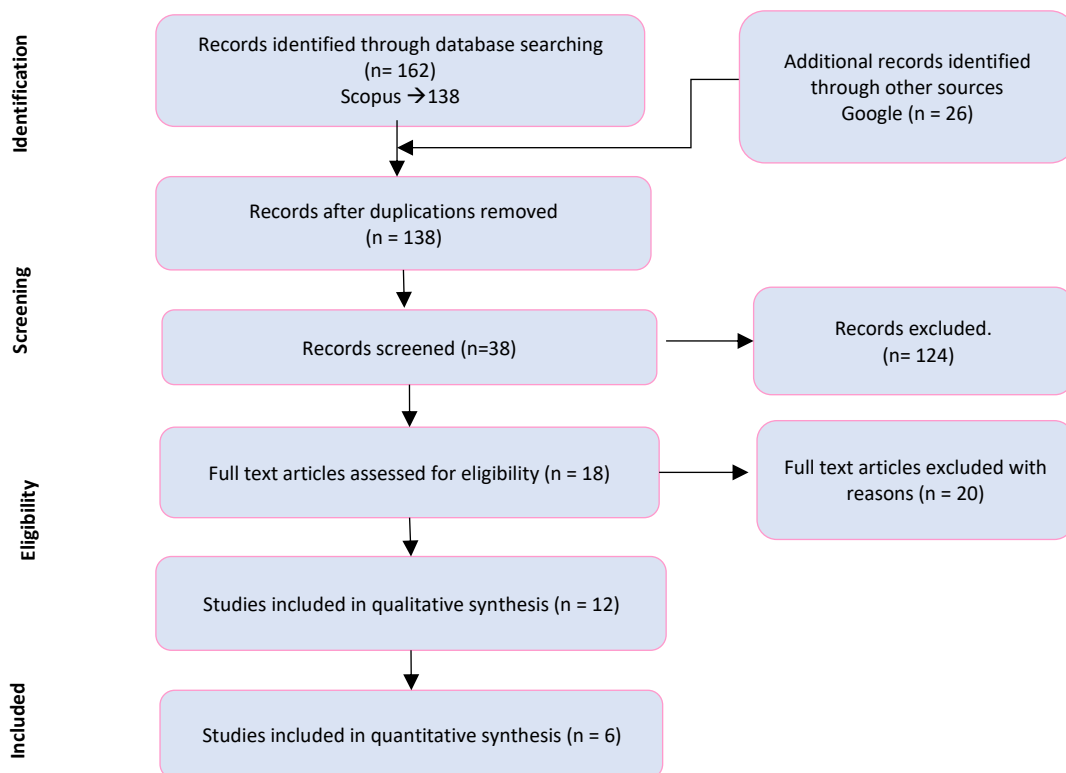 Identification
Records identified through database searching
(n= 162)
Scopus →138
Additional records identified
through other sources
Google (n = 26)
Records after duplications removed
(n = 138)
Screening
Records screened (n=38)
Records excluded.
(n= 124)
Eligibility
Full text articles assessed for eligibility (n = 18)
Full text articles excluded with
reasons (n = 20)
Studies included in qualitative synthesis (n = 12)
Included
Studies included in quantitative synthesis (n = 6)